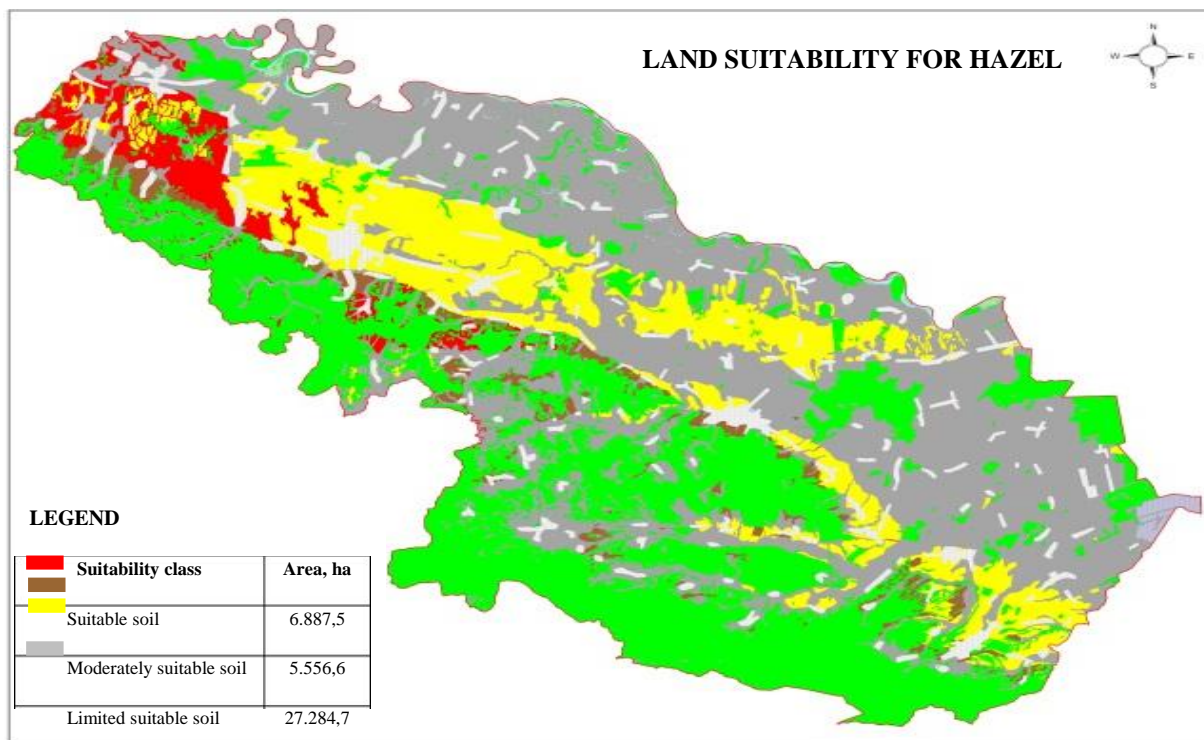 LAND SUITABILITY FOR HAZEL
N
W E
S
LEGEND
Suitability class Area, ha
Suitable soil 6.887,5
Moderately suitable soil 5.556,6
Limited suitable soil 27.284,7